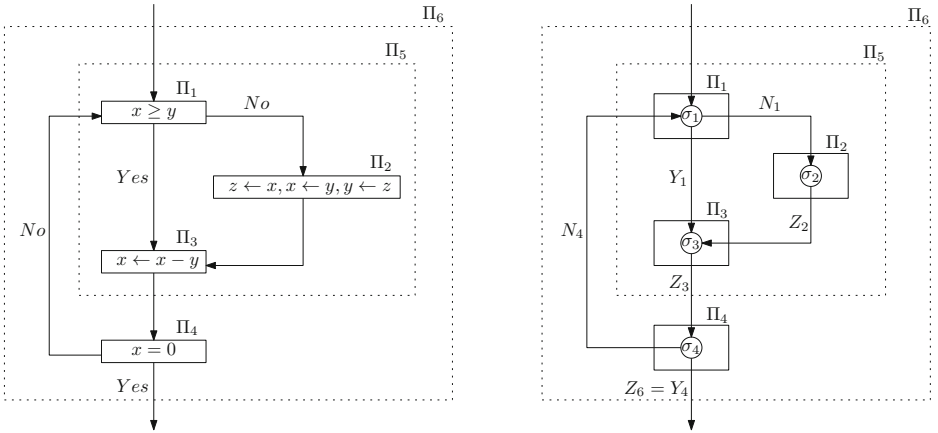 Π₆
Π₅
Π₁
x ≥ y
No
Π₂
Yes
z ← x, x ← y, y ← z
No
Π₃
x ← x − y
Π₄
x = 0
Yes
Π₆
Π₅
Π₁
σ₁
N₁
Π₂
σ₂
Y₁
Π₃
Z₂
N₄
σ₃
Z₃
Π₄
σ₄
Z₆ = Y₄